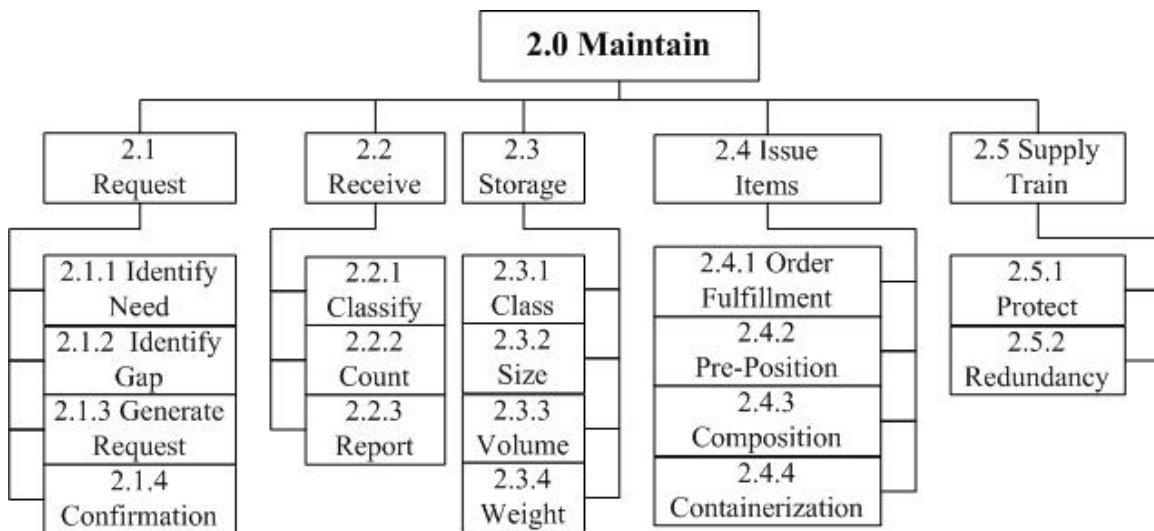 2.0 Maintain
2.1
Request
2.2
Receive
2.3
Storage
2.4 Issue
Items
2.5 Supply
Train
2.1.1 Identify
Need
2.1.2 Identify
Gap
2.1.3 Generate
Request
2.1.4
Confirmation
2.2.1
Classify
2.2.2
Count
2.2.3
Report
2.3.1
Class
2.3.2
Size
2.3.3
Volume
2.3.4
Weight
2.4.1 Order
Fulfillment
2.4.2
Pre-Position
2.4.3
Composition
2.4.4
Containerization
2.5.1
Protect
2.5.2
Redundancy